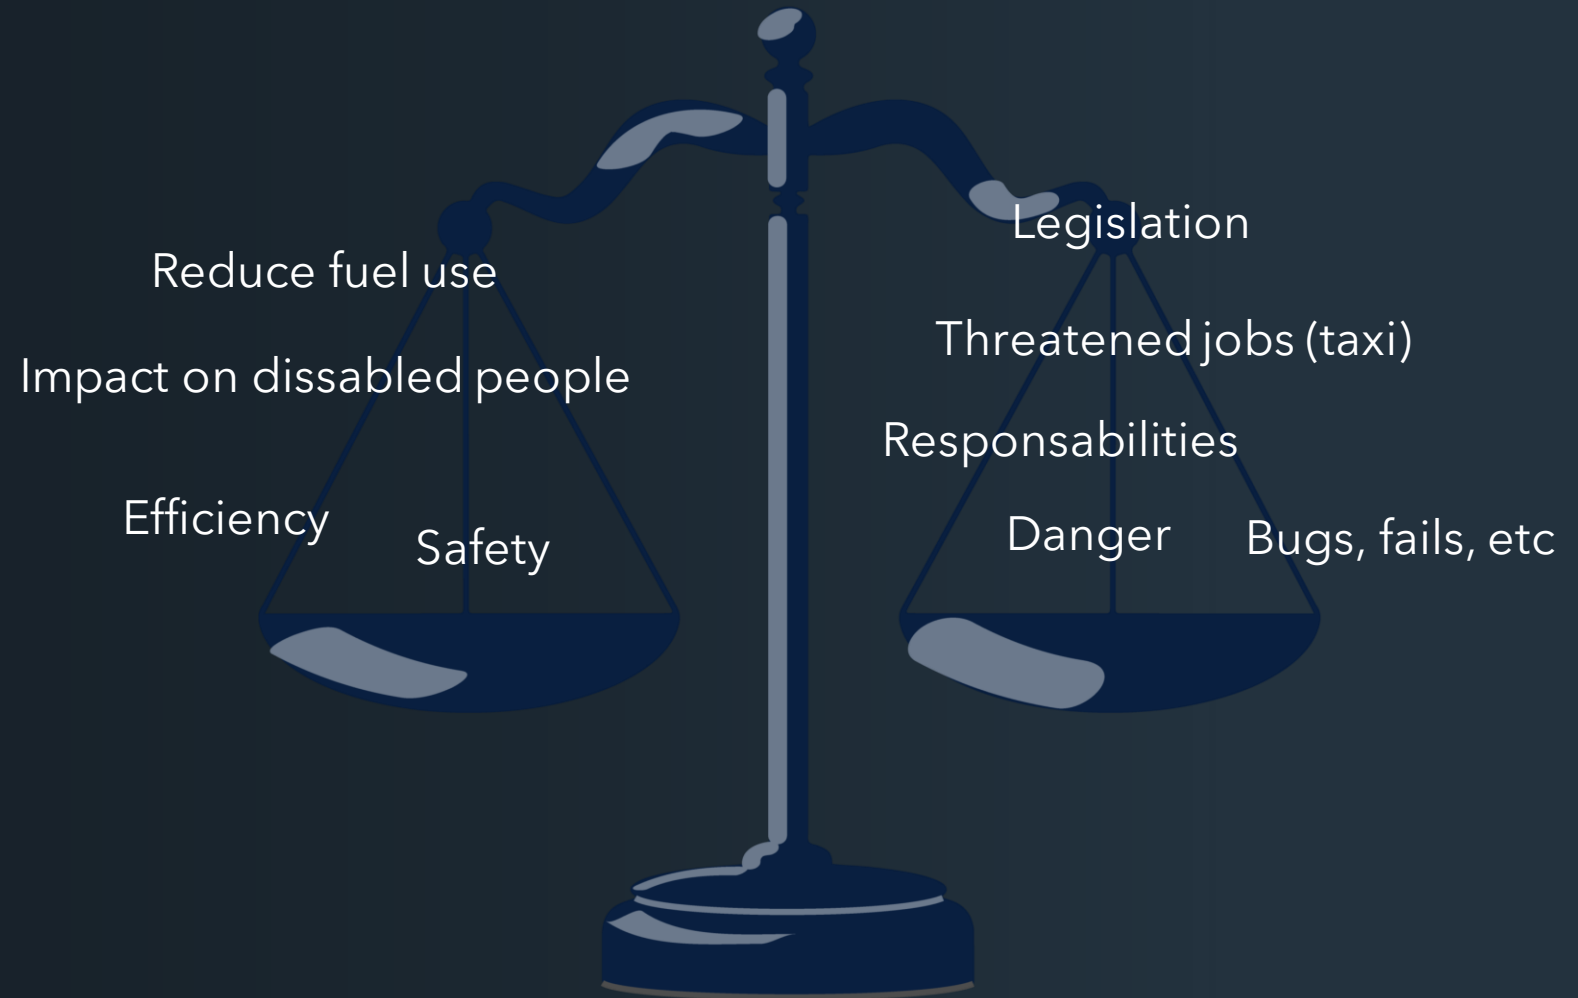 Reduce fuel use
Impact on dissabled people
Efficiency
Safety
Legislation
Threatened jobs (taxi)
Responsabilities
Danger
Bugs, fails, etc